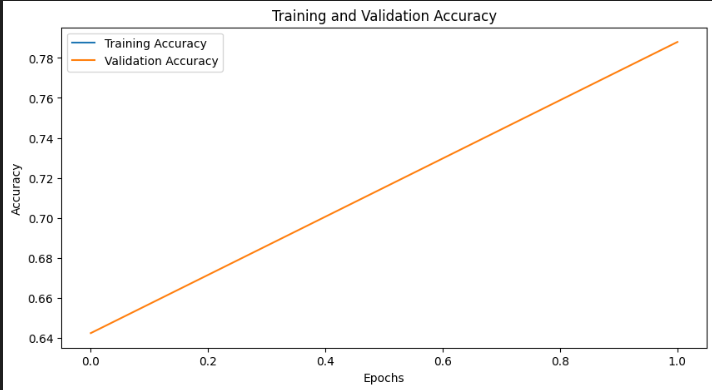 Training and Validation Accuracy
Training Accuracy
Validation Accuracy
Accuracy
0.78
0.76
0.74
0.72
0.70
0.68
0.66
0.64
0.0 0.2 0.4 0.6 0.8 1.0
Epochs